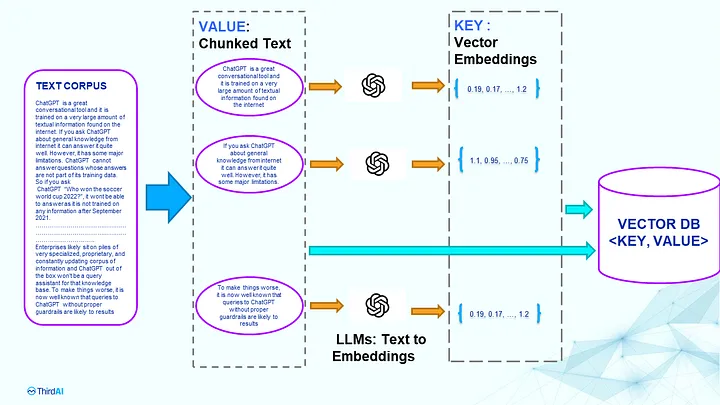 VALUE:
Chunked Text
KEY :
Vector
Embeddings
TEXT CORPUS
ChatGPT is a great
conversational tool and it is
trained on a very large amount of
textual information found on the
internet. If you ask ChatGPT
about general knowledge from
internet it can answer it quite
well. However, it has some major
limitations. ChatGPT cannot
answer questions whose answers
are not part of its training data.
So if you ask
ChatGPT "Who won the soccer
world cup 2022?", it wont be able
to answer as it is not trained on
any information after September
2021.
Enterprises likely sit on piles of
very specialized, proprietary, and
constantly updating corpus of
information and ChatGPT out of
the box won't be a query
assistant for that knowledge
base. To make things worse, it is
now well known that queries to
ChatGPT without proper
guardrails are likely to results
ChatGPT is a great
conversational tool and
it is trained on a very
large amount of textual
information found on
the internet
{ 0.19, 0.17, ..., 1.2 }
If you ask ChatGPT
about general
knowledge from internet
it can answer it quite
well. However, it has
some major limitations.
{ 1.1, 0.95, ..., 0.75 }
To make things worse,
it is now well known that
queries to ChatGPT
without proper
guardrails are likely to
results
{ 0.19, 0.17, ..., 1.2 }
LLMs: Text to
Embeddings
VECTOR DB
<KEY, VALUE>
ThirdAI